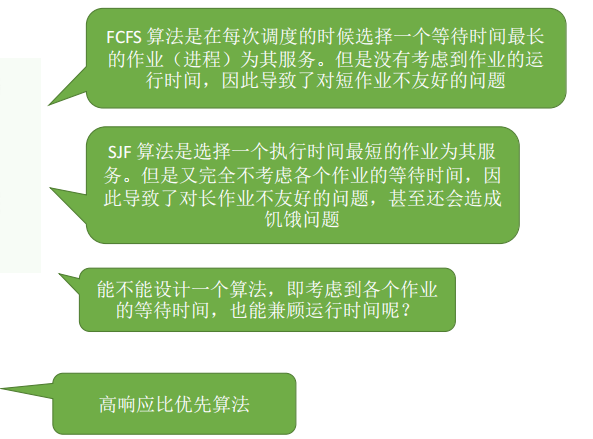 FCFS 算法是在每次调度的时候选择一个等待时间最长
的作业（进程）为其服务。但是没有考虑到作业的运
行时间，因此导致了对短作业不友好的问题
SJF 算法是选择一个执行时间最短的作业为其服
务。但是又完全不考虑各个作业的等待时间，因
此导致了对长作业不友好的问题，甚至还会造成
饥饿问题
能不能设计一个算法，即考虑到各个作业
的等待时间，也能兼顾运行时间呢？
高响应比优先算法